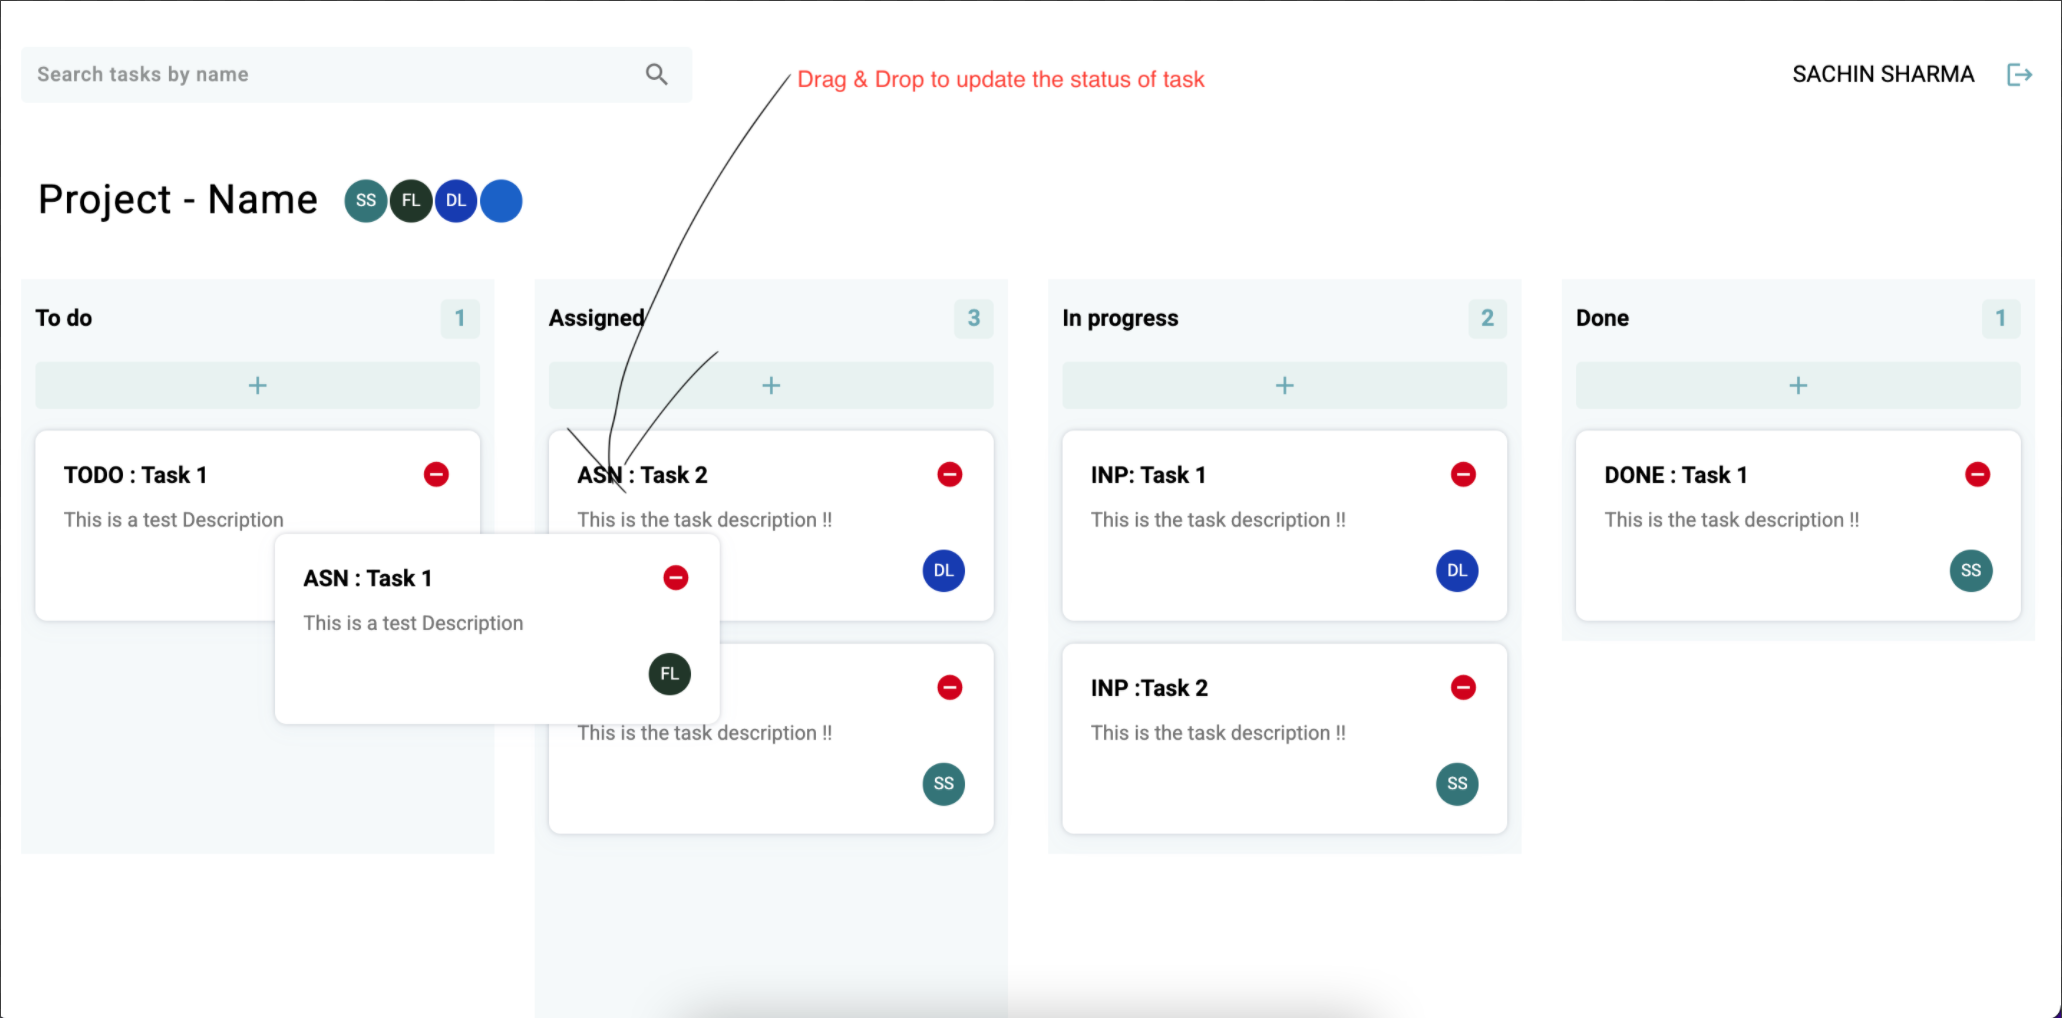 Search tasks by name
Drag & Drop to update the status of task
SACHIN SHARMA
Project - Name
SS FL DL
To do 1
Assigned 3
In progress 2
Done 1
+
+
+
+
TODO : Task 1
This is a test Description
ASN : Task 1
This is a test Description
FL
ASN : Task 2
This is the task description !!
DL
This is the task description !!
SS
INP: Task 1
This is the task description !!
DL
INP :Task 2
This is the task description !!
SS
DONE : Task 1
This is the task description !!
SS